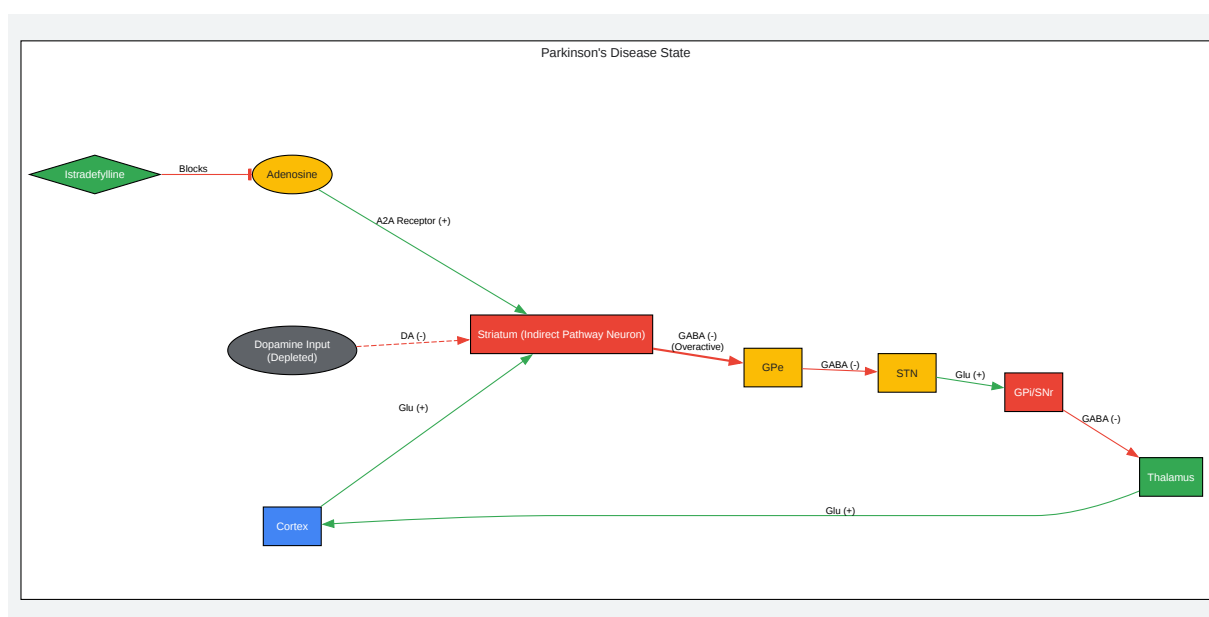 Parkinson's Disease State
Istradefylline
Blocks
Adenosine
A2A Receptor (+)
Dopamine Input
(Depleted)
DA (-)
Striatum (Indirect Pathway Neuron)
GABA (-)
(Overactive)
GPe
GABA (-)
STN
Glu (+)
GPi/SNr
GABA (-)
Thalamus
Glu (+)
Cortex
Glu (+)